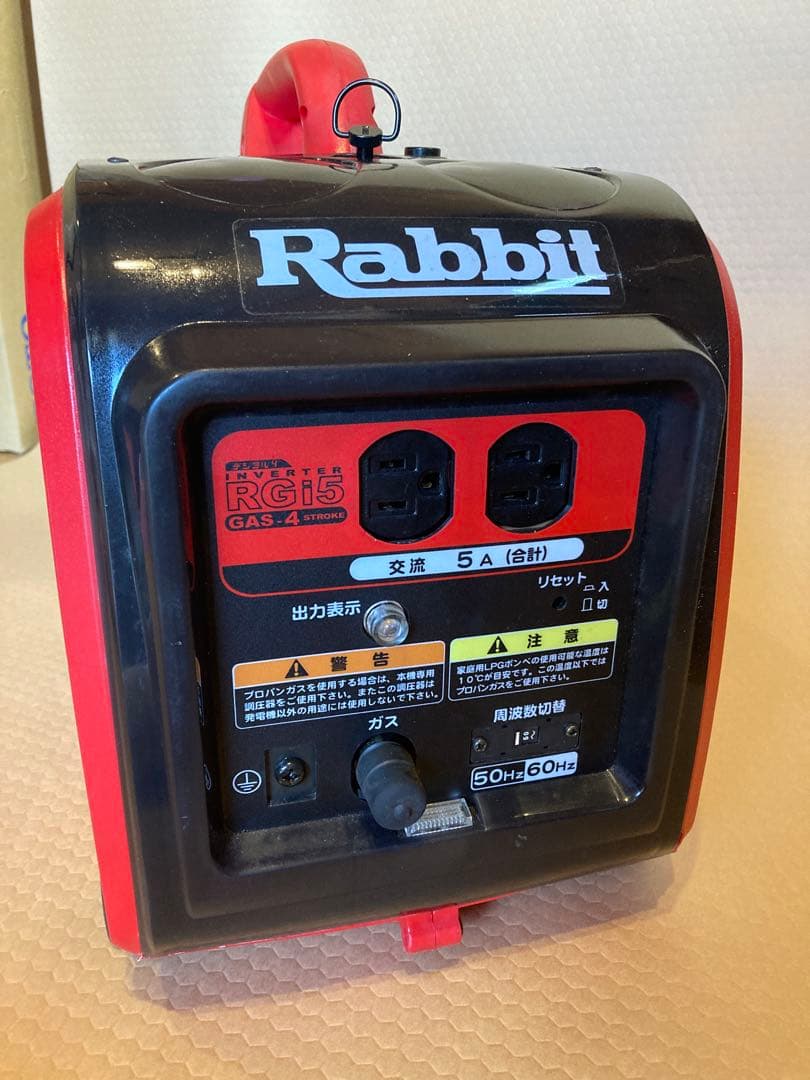 Rabbit
デジタル4
INVERTER
RGi5
GAS-4 STROKE
交流 5A (合計)
リセット
入
切
出力表示
警告
プロパンガスを使用する場合は、本機専用
調圧器をご使用下さい。またこの調圧器は
発電機以外の用途には使用しないで下さい。
注意
家庭用LPGボンベの使用可能な温度は
10℃が目安です。この温度以下では
プロパンガスをご使用下さい。
ガス
周波数切替
50Hz 60Hz